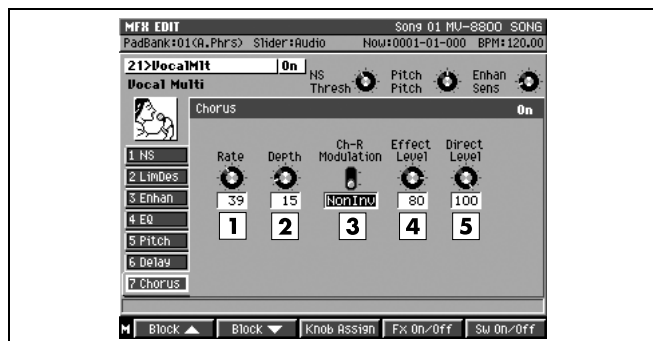 MFX EDIT Song 01 MV-8800 SONG
PadBank:01(A.Phrs) Slider:Audio Now:0001-01-000 BPM:120.00
21>VocalMlt On
Vocal Multi
NS Thresh Pitch Pitch Enhan Sens
Chorus On
1 NS
2 LimDes
3 Enhan
4 EQ
5 Pitch
6 Delay
7 Chorus
Rate Depth Ch-R Modulation Effect Level Direct Level
39 15 NonInv 80 100
1 2 3 4 5
M Block ▲ Block ▼ Knob Assign Fx On/Off Sw On/Off